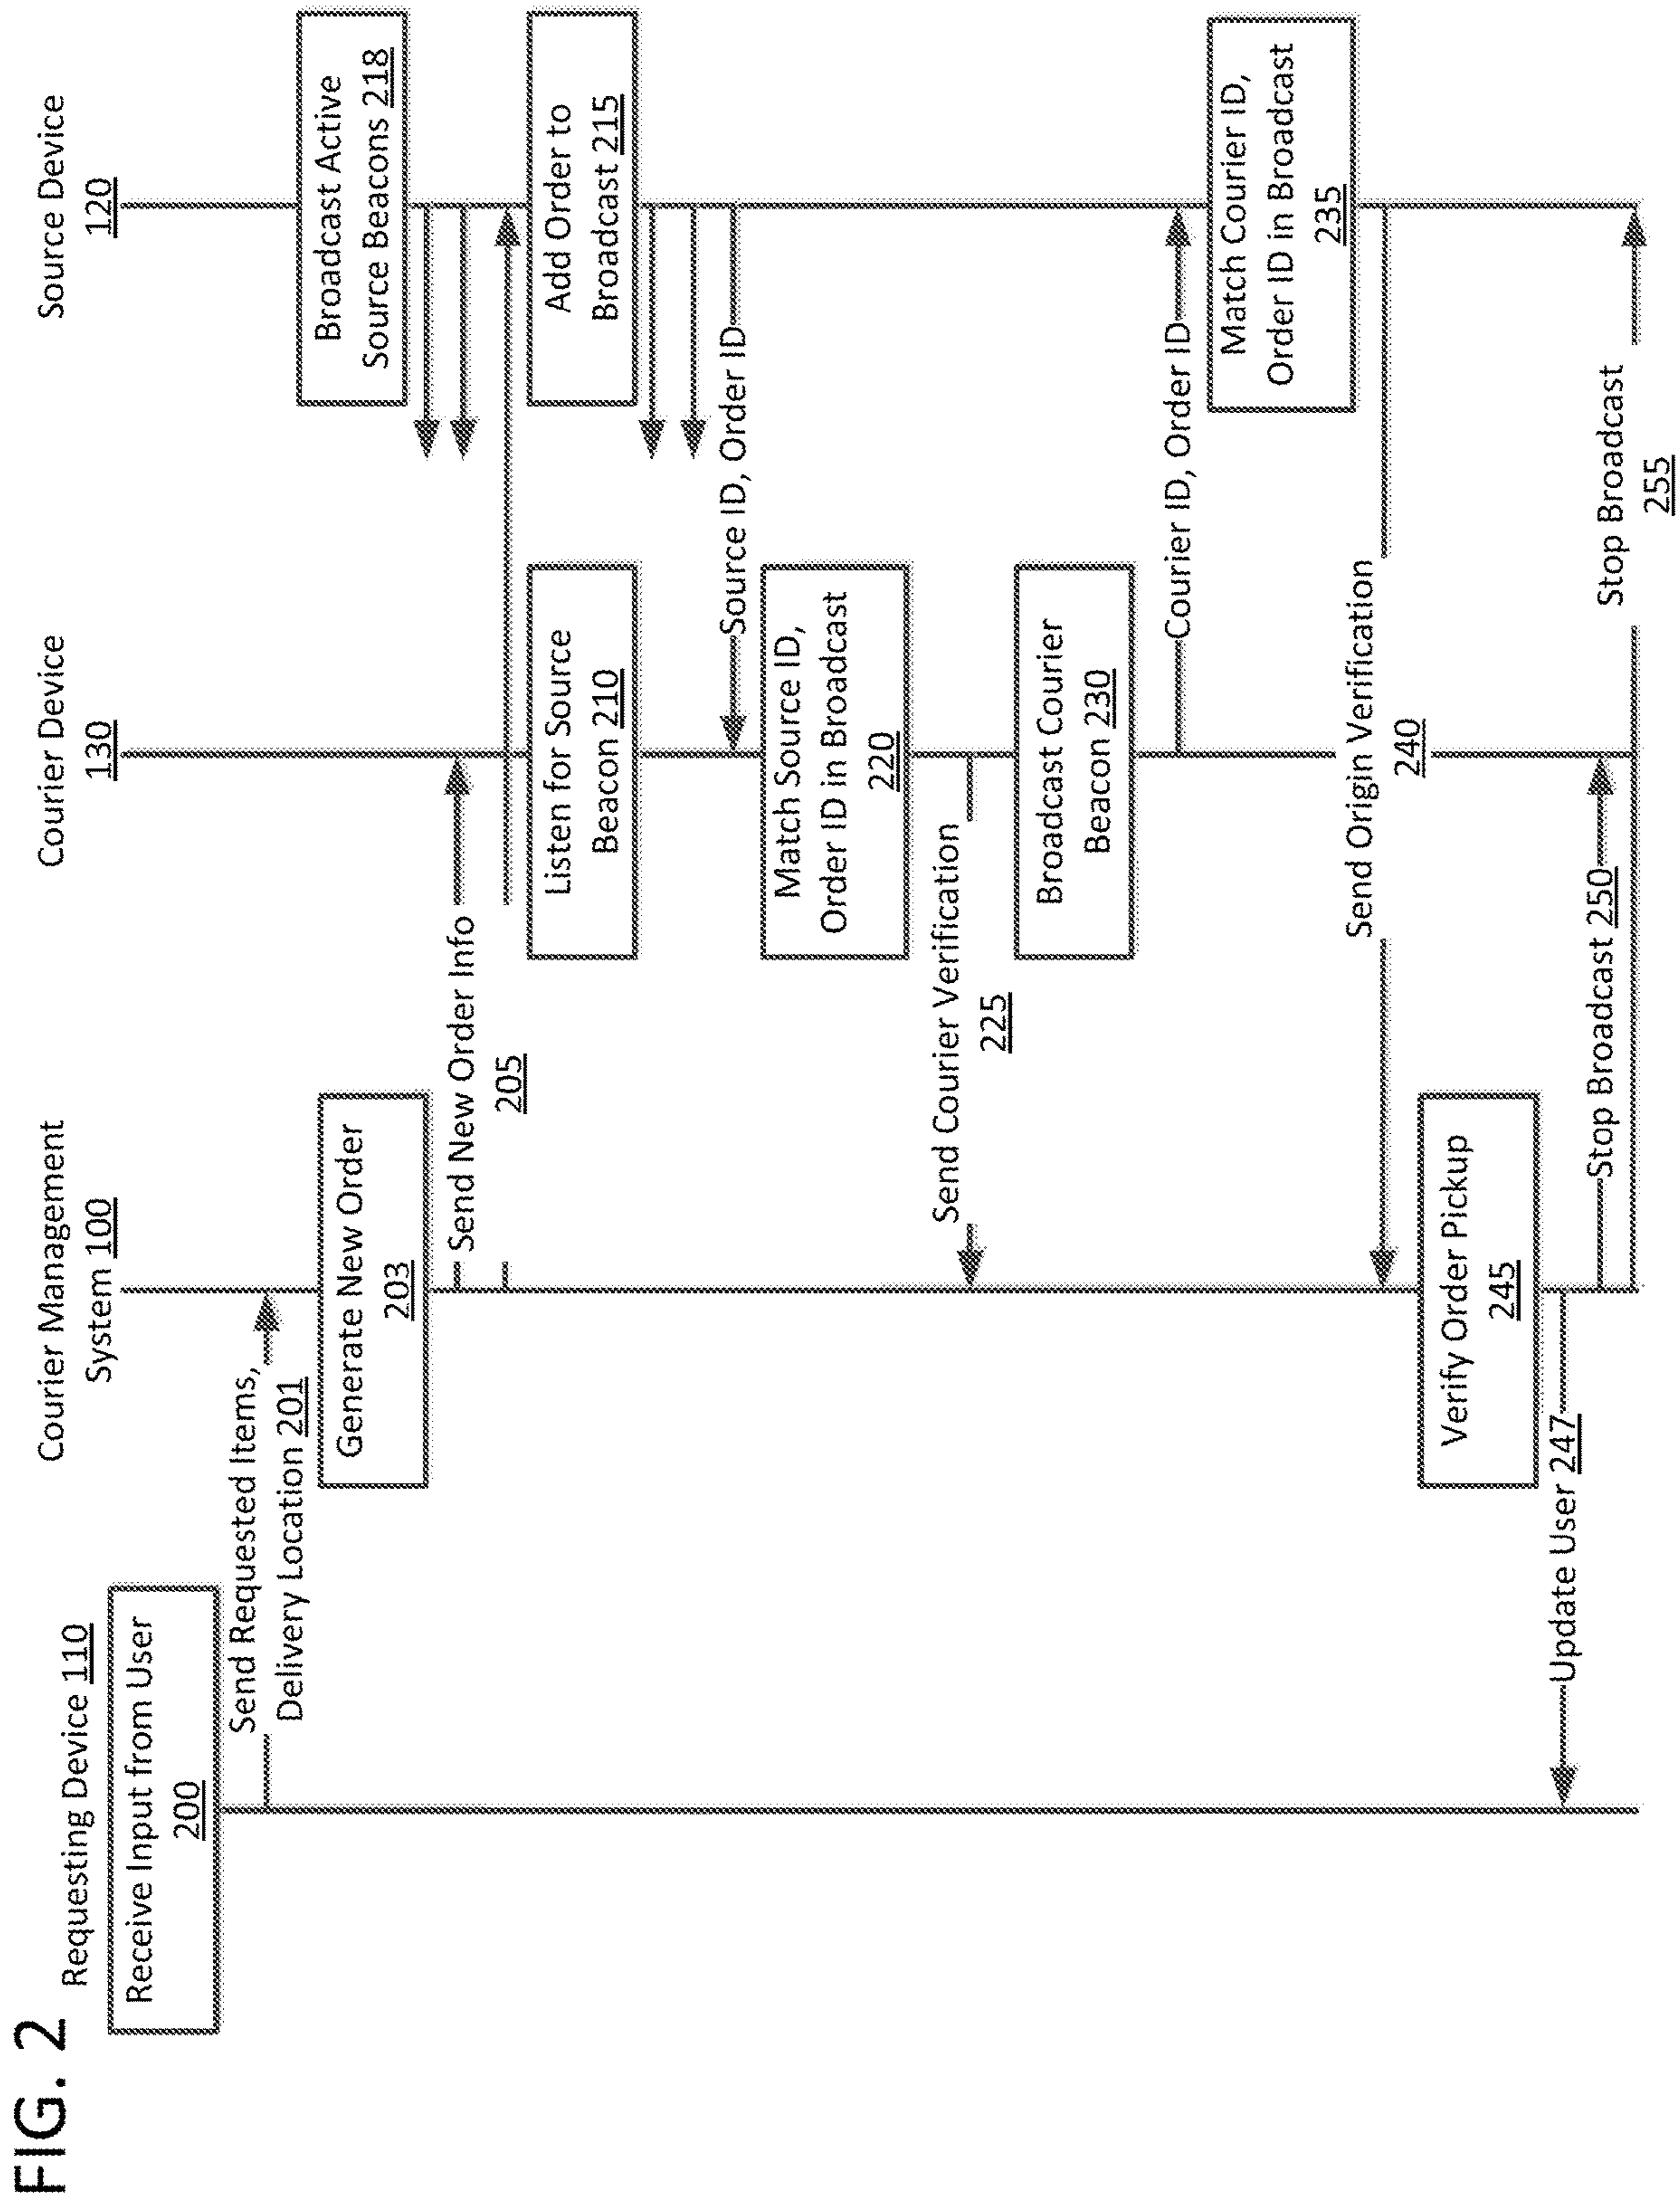 FIG. 2
Requesting Device 110
Courier Management
System 100
Courier Device
130
Source Device
120
Receive Input from User
200
Send Requested Items,
Delivery Location 201
Generate New Order
203
Broadcast Active
Source Beacons 218
Send New Order Info
205
Listen for Source
Beacon 210
Add Order to
Broadcast 215
Source ID, Order ID
Match Source ID,
Order ID in Broadcast
220
Send Courier Verification
225
Broadcast Courier
Beacon 230
Courier ID, Order ID
Match Courier ID,
Order ID in Broadcast
235
Send Origin Verification
240
Verify Order Pickup
245
Update User 247
Stop Broadcast 250
Stop Broadcast
255